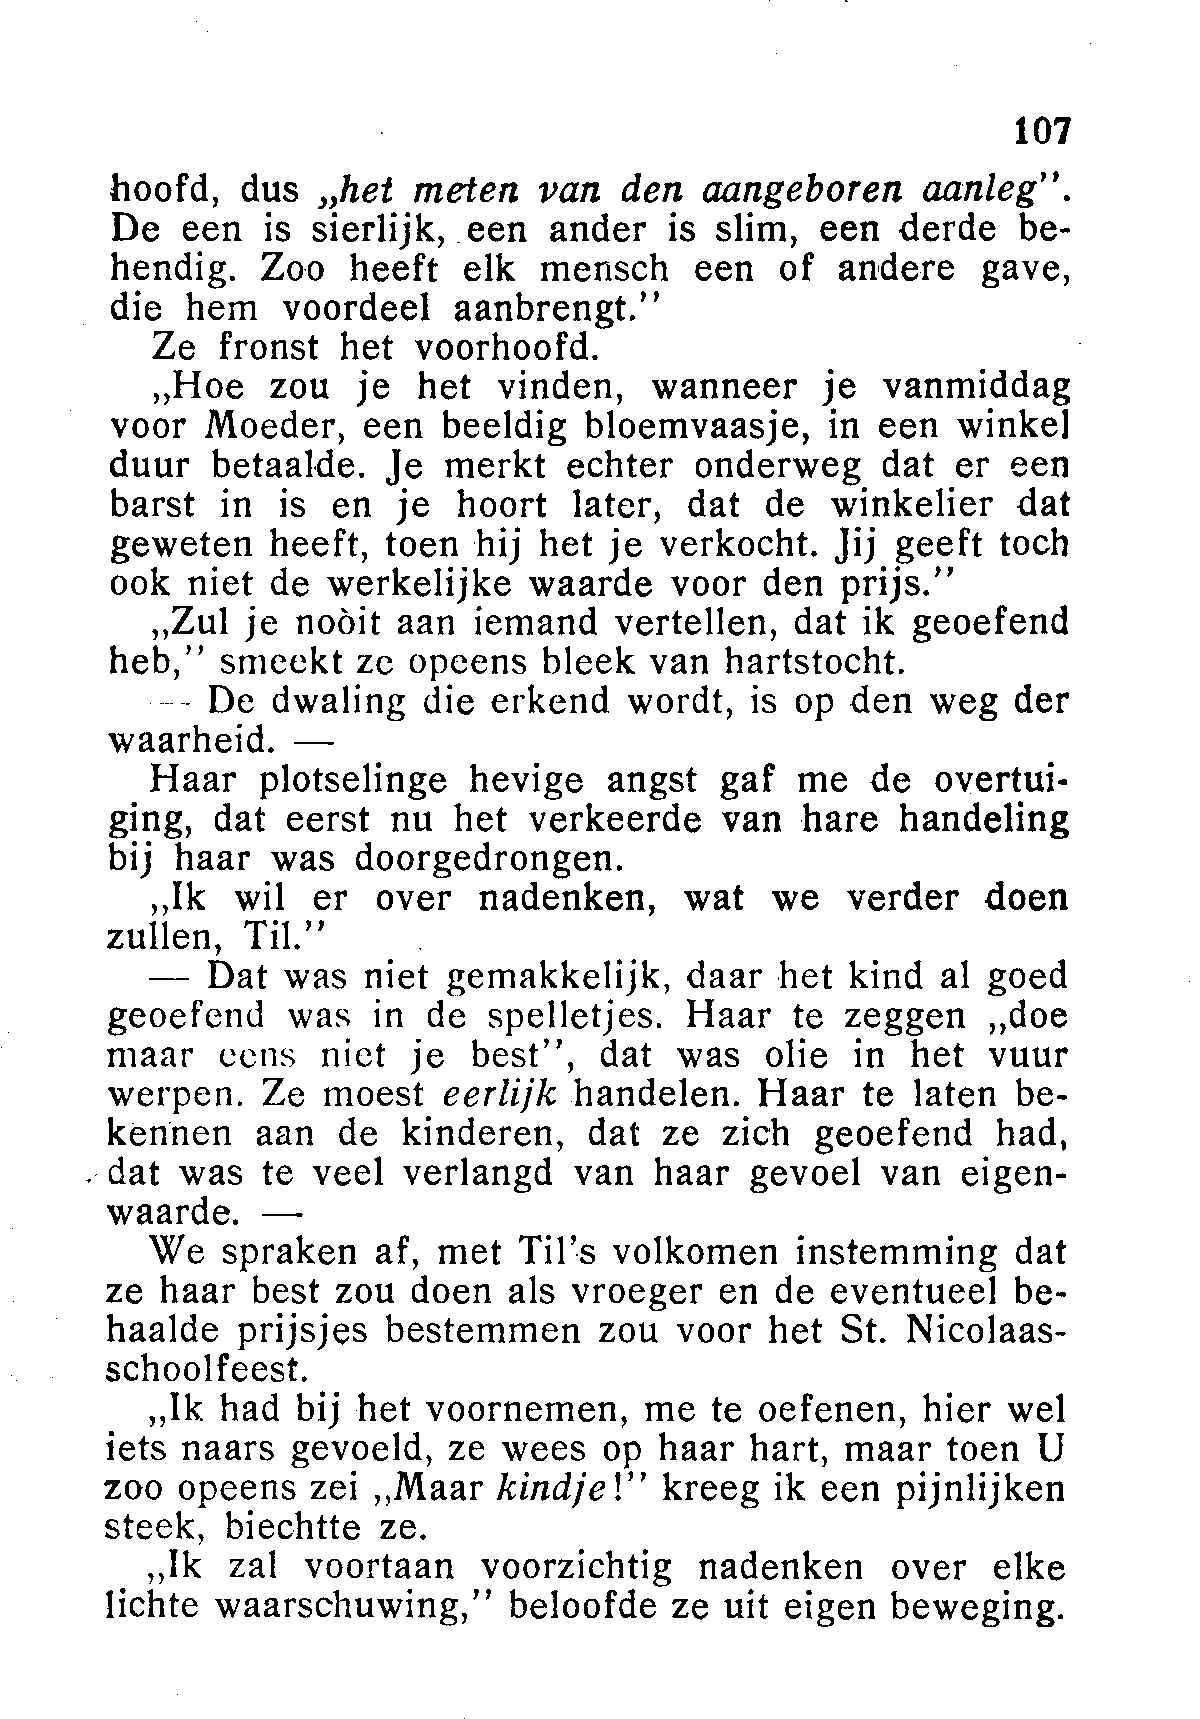 107
hoofd, dus „het meten van den aangeboren aanleg".
De een is sierlijk, een ander is slim, een derde be-
hendig. Zoo heeft elk mensch een of andere gave,
die hem voordeel aanbrengt."
Ze fronst het voorhoofd.
„Hoe zou je het vinden, wanneer je vanmiddag
voor Moeder, een beeldig bloemvaasje, in een winkel
duur betaalde. Je merkt echter onderweg dat er een
barst in is en je hoort later, dat de winkelier dat
geweten heeft, toen hij het je verkocht. Jij geeft toch
ook niet de werkelijke waarde voor den prijs."
„Zul je noòit aan iemand vertellen, dat ik geoefend
heb," smeekt ze opeens bleek van hartstocht.
— De dwaling die erkend wordt, is op den weg der
waarheid. —
Haar plotselinge hevige angst gaf me de overtui-
ging, dat eerst nu het verkeerde van hare handeling
bij haar was doorgedrongen.
„Ik wil er over nadenken, wat we verder doen
zullen, Til."
— Dat was niet gemakkelijk, daar het kind al goed
geoefend was in de spelletjes. Haar te zeggen „doe
maar eens niet je best", dat was olie in het vuur
werpen. Ze moest eerlijk handelen. Haar te laten be-
kennen aan de kinderen, dat ze zich geoefend had,
dat was te veel verlangd van haar gevoel van eigen-
waarde. —
We spraken af, met Til's volkomen instemming dat
ze haar best zou doen als vroeger en de eventueel be-
haalde prijsjes bestemmen zou voor het St. Nicolaas-
schoolfeest.
„Ik had bij het voornemen, me te oefenen, hier wel
iets naars gevoeld, ze wees op haar hart, maar toen U
zoo opeens zei „Maar kindje!" kreeg ik een pijnlijken
steek, biechtte ze.
„Ik zal voortaan voorzichtig nadenken over elke
lichte waarschuwing," beloofde ze uit eigen beweging.